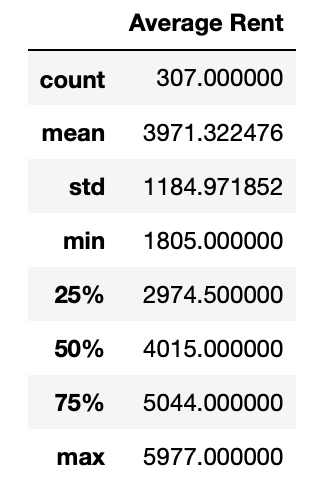 Average Rent
count 307.000000
mean 3971.322476
std 1184.971852
min 1805.000000
25% 2974.500000
50% 4015.000000
75% 5044.000000
max 5977.000000